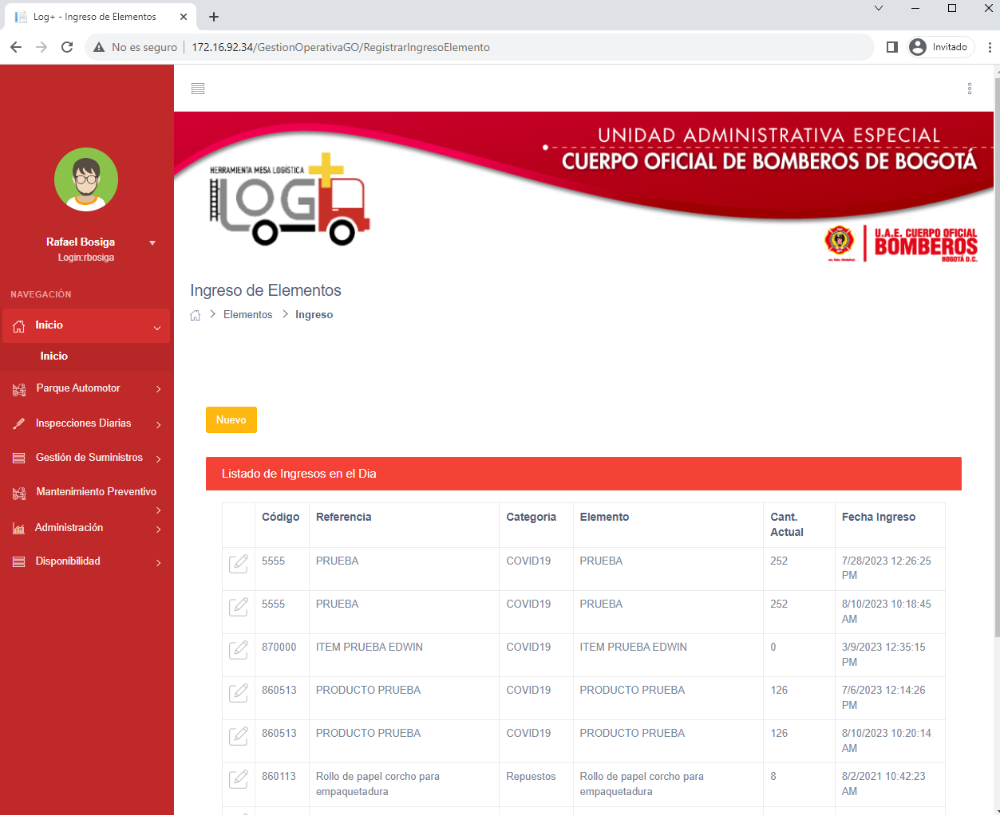 Log+ - Ingreso de Elementos
No es seguro
172.16.92.34/GestionOperativaGO/RegistrarIngresoElemento
Invitado
UNIDAD ADMINISTRATIVA ESPECIAL
CUERPO OFICIAL DE BOMBEROS DE BOGOTÁ
HERRAMIENTA MESA LOGÍSTICA
LOG+
U.A.E. CUERPO OFICIAL
BOMBEROS
BOGOTÁ D.C.
Rafael Bosiga
Login:rbosiga
NAVEGACIÓN
Inicio
Inicio
Parque Automotor
Inspecciones Diarias
Gestión de Suministros
Mantenimiento Preventivo
Administración
Disponibilidad
Ingreso de Elementos
Elementos > Ingreso
Nuevo
Listado de Ingresos en el Dia
Código Referencia Categoria Elemento Cant. Actual Fecha Ingreso
5555 PRUEBA COVID19 PRUEBA 252 7/28/2023 12:26:25 PM
5555 PRUEBA COVID19 PRUEBA 252 8/10/2023 10:18:45 AM
870000 ITEM PRUEBA EDWIN COVID19 ITEM PRUEBA EDWIN 0 3/9/2023 12:35:15 PM
860513 PRODUCTO PRUEBA COVID19 PRODUCTO PRUEBA 126 7/6/2023 12:14:26 PM
860513 PRODUCTO PRUEBA COVID19 PRODUCTO PRUEBA 126 8/10/2023 10:20:14 AM
860113 Rollo de papel corcho para empaquetadura Repuestos Rollo de papel corcho para empaquetadura 8 8/2/2021 10:42:23 AM